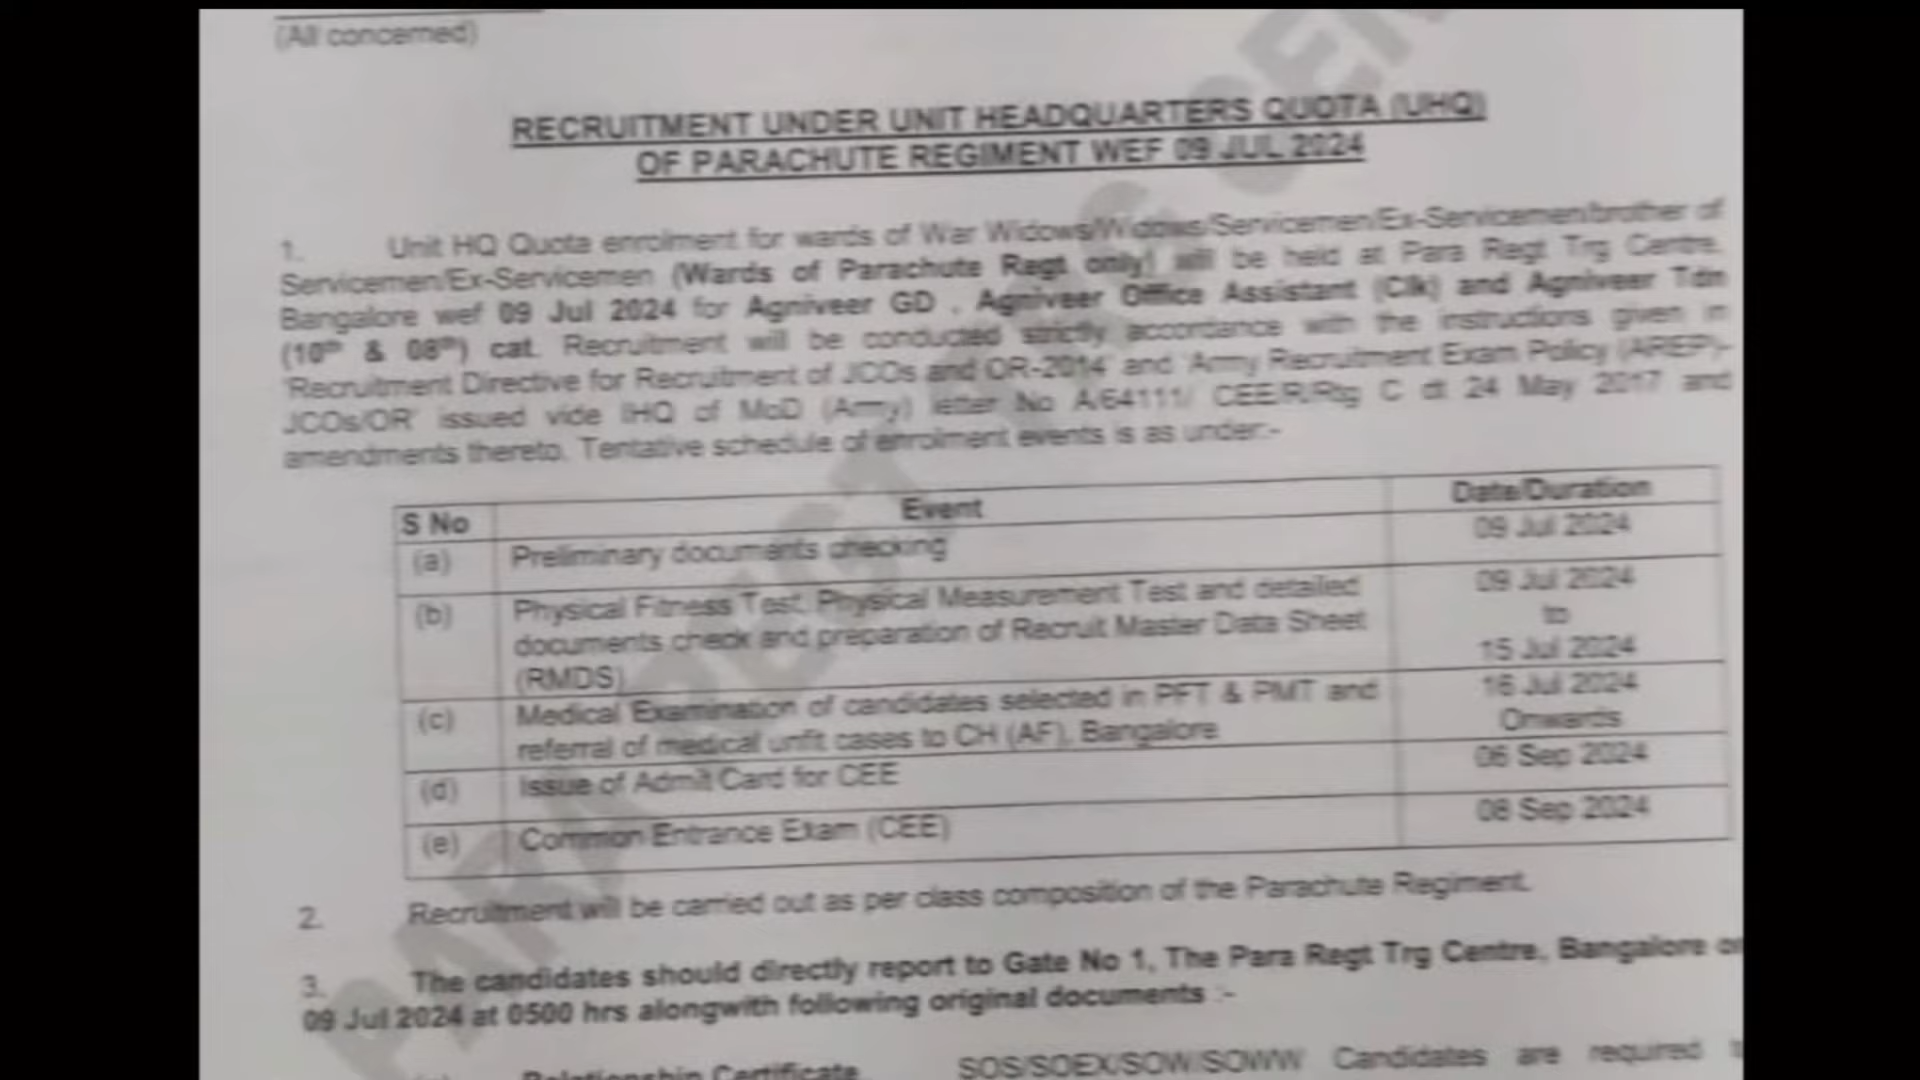 (All concerned)
RECRUITMENT UNDER UNIT HEADQUARTERS QUOTA (UHQ)
OF PARACHUTE REGIMENT WEF 09 JUL 2024
1. Unit HQ Quota enrolment for wards of War Widows/Widows/Servicemen/Ex-Servicemen/brother of
Servicemen/Ex-Servicemen (Wards of Parachute Regt only) will be held at Para Regt Trg Centre,
Bangalore wef 09 Jul 2024 for Agniveer GD , Agniveer Office Assistant (Clk) and Agniveer Tdn
(10th & 08th) cat. Recruitment will be conducted strictly accordance with the instructions given in
'Recruitment Directive for Recruitment of JCOs and OR-2014' and 'Army Recruitment Exam Policy (AREP)-
JCOs/OR' issued vide IHQ of MoD (Army) letter No A/64111/ CEE/R/Rtg C dt 24 May 2017 and
amendments thereto. Tentative schedule of enrolment events is as under:-
S No Event Date/Duration
(a) Preliminary documents checking 09 Jul 2024
(b) Physical Fitness Test, Physical Measurement Test and detailed 09 Jul 2024
documents check and preparation of Recruit Master Data Sheet to
(RMDS) 15 Jul 2024
(c) Medical Examination of candidates selected in PFT & PMT and 16 Jul 2024
referral of medical unfit cases to CH (AF), Bangalore Onwards
(d) Issue of Admit Card for CEE 06 Sep 2024
(e) Common Entrance Exam (CEE) 08 Sep 2024
2. Recruitment will be carried out as per class composition of the Parachute Regiment.
3. The candidates should directly report to Gate No 1, The Para Regt Trg Centre, Bangalore on
09 Jul 2024 at 0500 hrs alongwith following original documents :-
Relationship Certificate SOS/SOEX/SOW/SOWW Candidates are required
PARA REGT